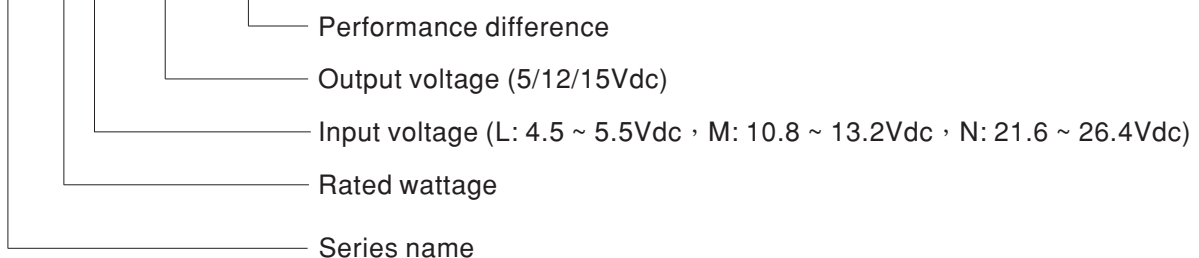 Performance difference
Output voltage (5/12/15Vdc)
Input voltage (L: 4.5 ~ 5.5Vdc，M: 10.8 ~ 13.2Vdc，N: 21.6 ~ 26.4Vdc)
Rated wattage
Series name